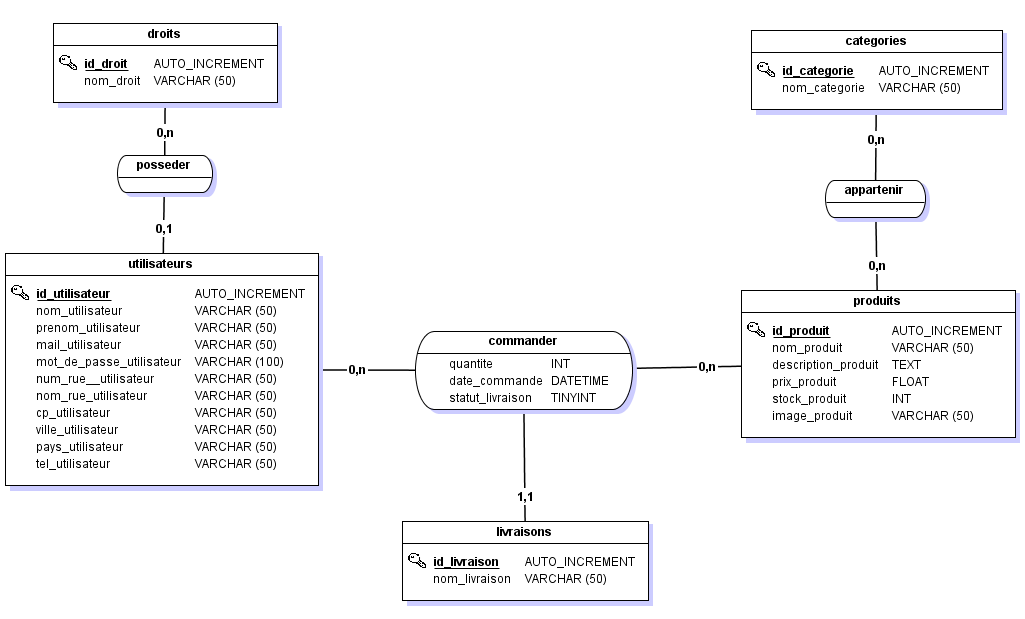 droits
id_droit AUTO_INCREMENT
nom_droit VARCHAR (50)
0,n
posseder
0,1
utilisateurs
id_utilisateur AUTO_INCREMENT
nom_utilisateur VARCHAR (50)
prenom_utilisateur VARCHAR (50)
mail_utilisateur VARCHAR (50)
mot_de_passe_utilisateur VARCHAR (100)
num_rue__utilisateur VARCHAR (50)
nom_rue_utilisateur VARCHAR (50)
cp_utilisateur VARCHAR (50)
ville_utilisateur VARCHAR (50)
pays_utilisateur VARCHAR (50)
tel_utilisateur VARCHAR (50)
0,n
commander
quantite INT
date_commande DATETIME
statut_livraison TINYINT
1,1
livraisons
id_livraison AUTO_INCREMENT
nom_livraison VARCHAR (50)
0,n
categories
id_categorie AUTO_INCREMENT
nom_categorie VARCHAR (50)
0,n
appartenir
0,n
produits
id_produit AUTO_INCREMENT
nom_produit VARCHAR (50)
description_produit TEXT
prix_produit FLOAT
stock_produit INT
image_produit VARCHAR (50)